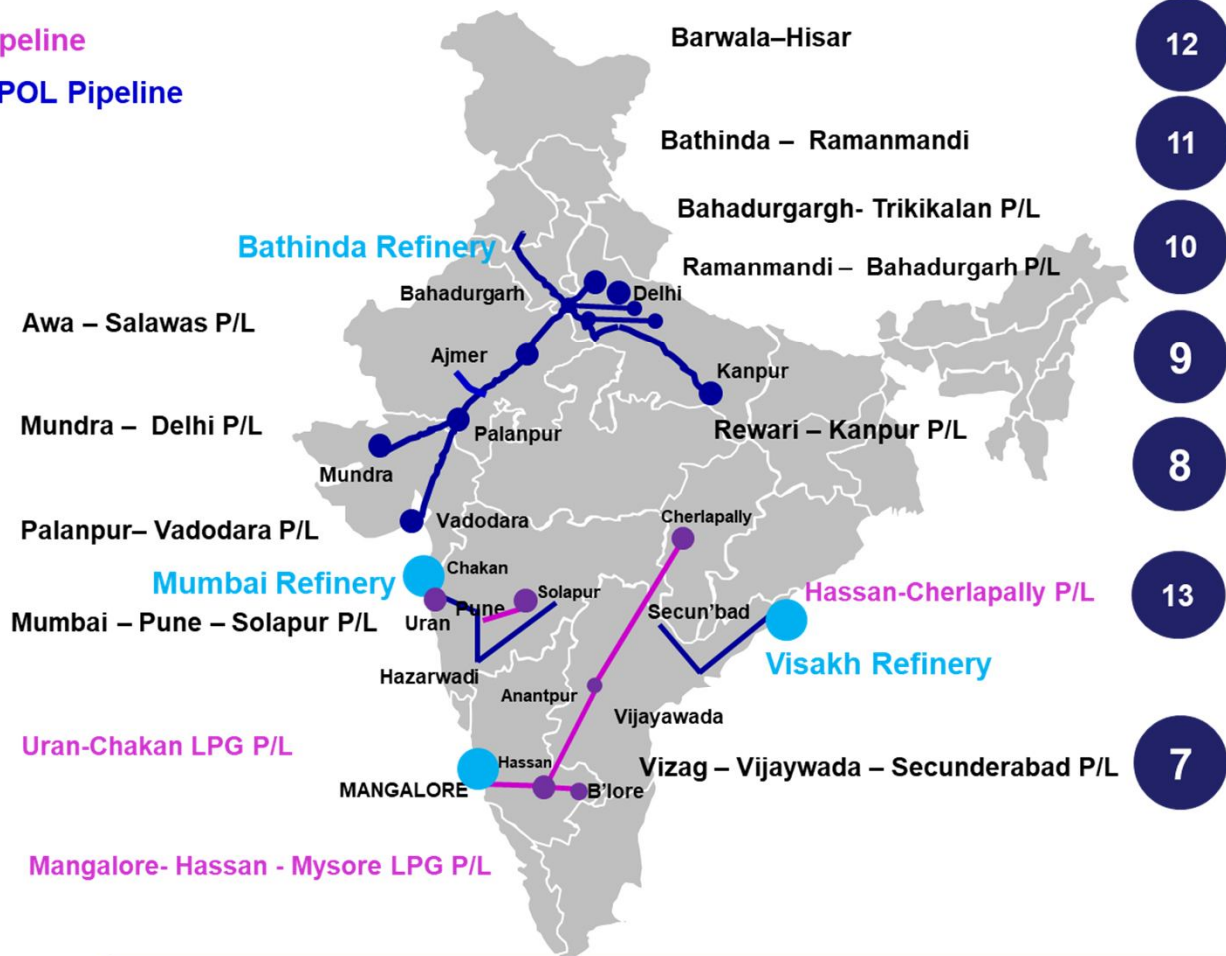 peline
POL Pipeline
Barwala–Hisar
12
Bathinda – Ramanmandi
11
Bahadurgargh- Trikikalan P/L
10
Bathinda Refinery
Ramanmandi – Bahadurgarh P/L
Bahadurgarh
Delhi
Awa – Salawas P/L
Ajmer
9
Kanpur
Mundra – Delhi P/L
Palanpur
Rewari – Kanpur P/L
8
Mundra
Palanpur– Vadodara P/L
Vadodara
Cherlapally
Chakan
Mumbai Refinery
Solapur
Hassan-Cherlapally P/L
13
Pune
Secun'bad
Mumbai – Pune – Solapur P/L
Uran
Visakh Refinery
Hazarwadi
Anantpur
Vijayawada
Uran-Chakan LPG P/L
Hassan
Vizag – Vijaywada – Secunderabad P/L
7
MANGALORE
B'lore
Mangalore- Hassan - Mysore LPG P/L